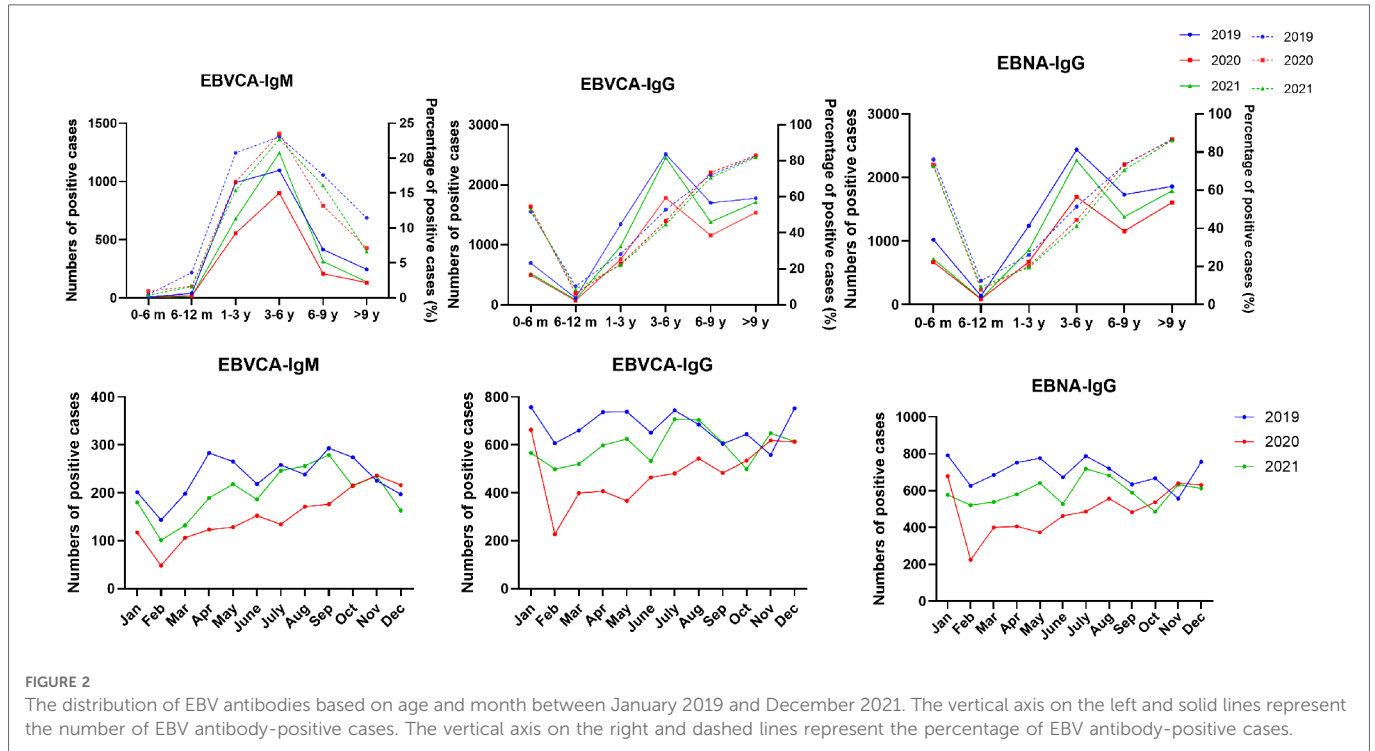 2019 2019
2020 2020
2021 2021
EBVCA-IgM
Numbers of positive cases
1500
1000
500
0
25
20
15
10
5
0
Percentage of positive cases (%)
0-6 m 6-12 m 1-3 y 3-6 y 6-9 y >9 y
EBVCA-IgG
Numbers of positive cases
3000
2000
1000
0
100
80
60
40
20
0
Percentage of positive cases (%)
0-6 m 6-12 m 1-3 y 3-6 y 6-9 y >9 y
EBNA-IgG
Numbers of positive cases
3000
2000
1000
0
100
80
60
40
20
0
Percentage of positive cases (%)
0-6 m 6-12 m 1-3 y 3-6 y 6-9 y >9 y
EBVCA-IgM
Numbers of positive cases
400
300
200
100
0
Jan Feb Mar Apr May June July Aug Sep Oct Nov Dec
EBVCA-IgG
Numbers of positive cases
800
600
400
200
0
Jan Feb Mar Apr May June July Aug Sep Oct Nov Dec
EBNA-IgG
Numbers of positive cases
1000
800
600
400
200
0
Jan Feb Mar Apr May June July Aug Sep Oct Nov Dec
2019
2020
2021
FIGURE 2
The distribution of EBV antibodies based on age and month between January 2019 and December 2021. The vertical axis on the left and solid lines represent
the number of EBV antibody-positive cases. The vertical axis on the right and dashed lines represent the percentage of EBV antibody-positive cases.